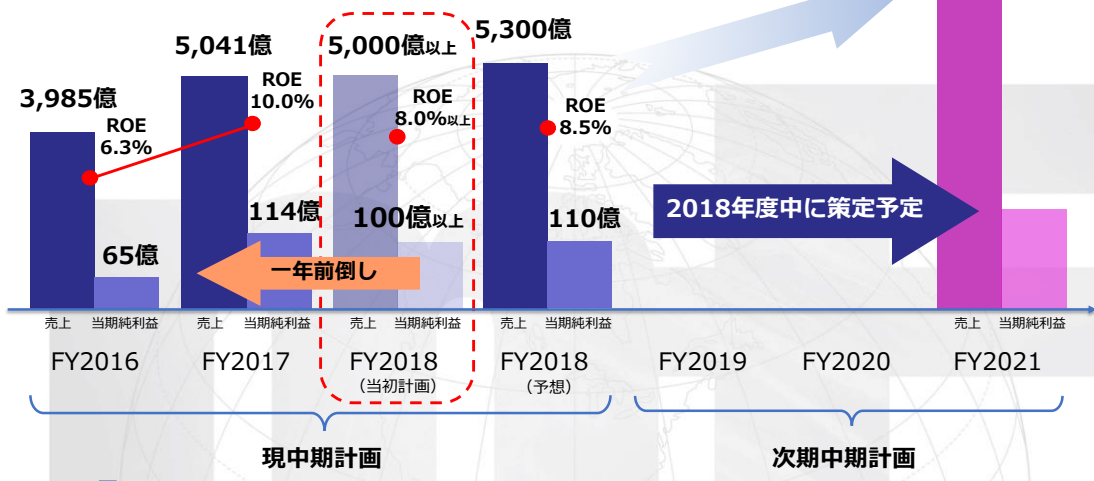 3,985億
ROE
6.3%
65億
5,041億
ROE
10.0%
114億
5,000億以上
ROE
8.0%以上
100億以上
5,300億
ROE
8.5%
110億
一年前倒し
2018年度中に策定予定
売上 当期純利益
売上 当期純利益
売上 当期純利益
売上 当期純利益
売上 当期純利益
FY2016
FY2017
FY2018
(当初計画)
FY2018
(予想)
FY2019
FY2020
FY2021
現中期計画
次期中期計画